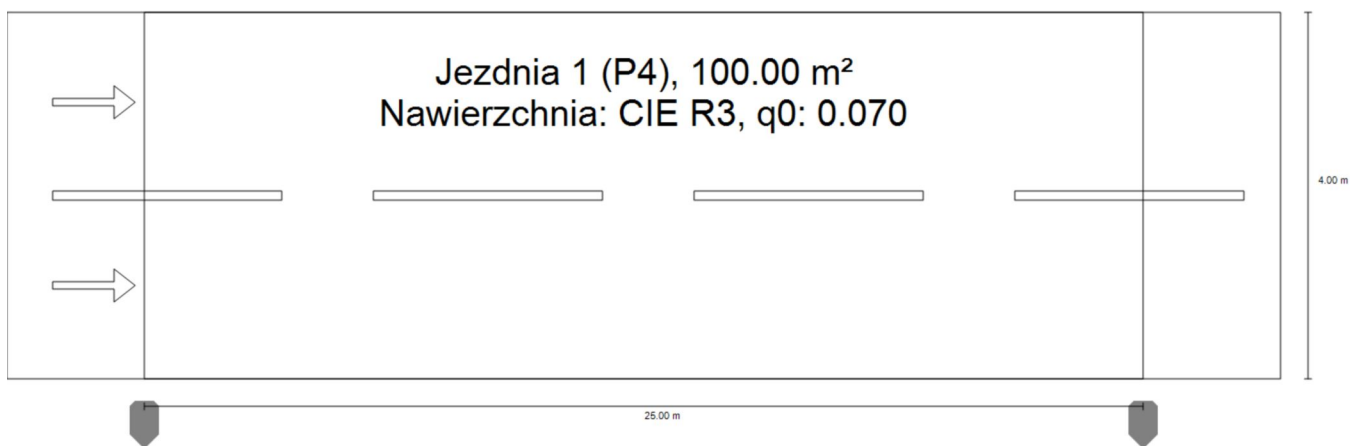 Jezdnia 1 (P4), 100.00 m²
Nawierzchnia: CIE R3, q0: 0.070
4.00 m
25.00 m